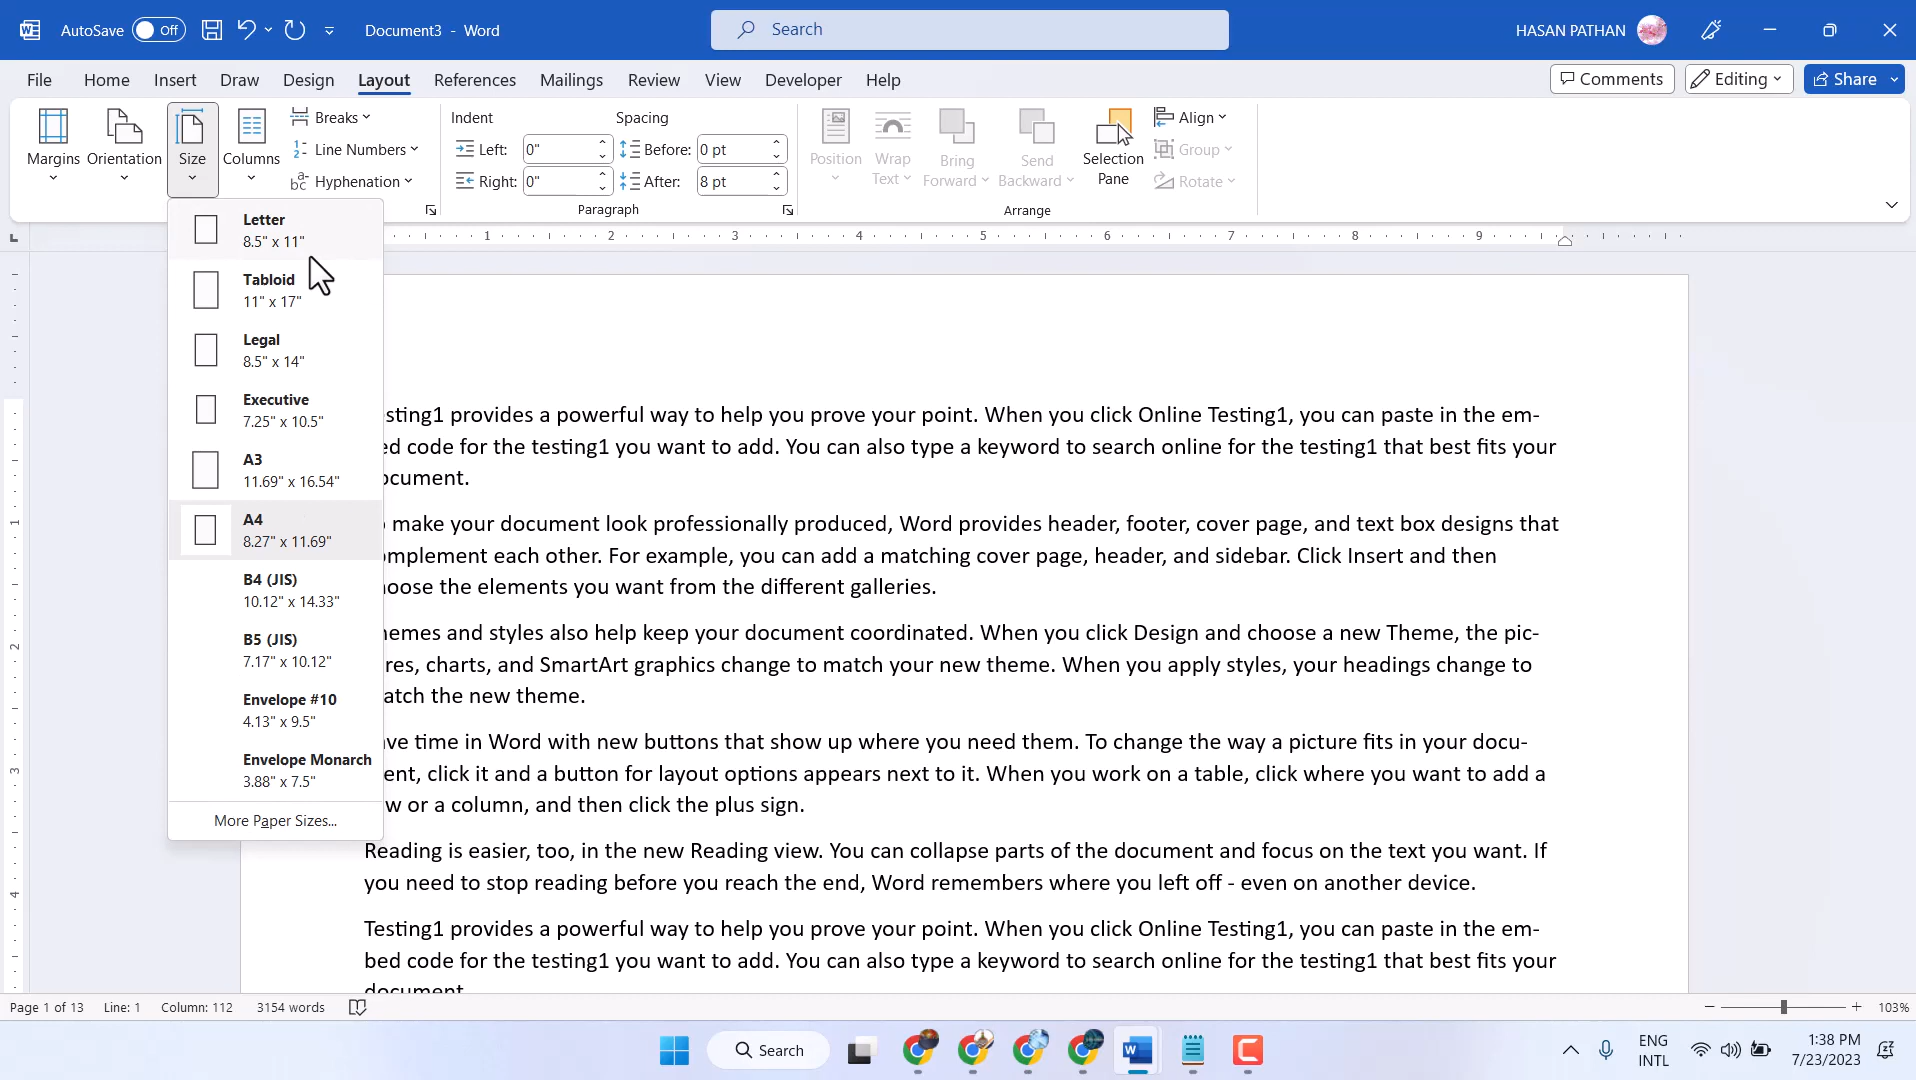 AutoSave Off Document3 - Word Search HASAN PATHAN
File Home Insert Draw Design Layout References Mailings Review View Developer Help Comments Editing Share
Margins Orientation Size Columns Breaks
Line Numbers
Hyphenation
Indent Spacing
Left: 0" Before: 0 pt
Right: 0" After: 8 pt
Paragraph
Position Wrap Text Bring Forward Send Backward Selection Pane Align
Group
Rotate
Arrange
1 2 3 4 5 6 7 8 9
Letter
8.5" x 11"
Tabloid
11" x 17"
Legal
8.5" x 14"
Executive
7.25" x 10.5"
A3
11.69" x 16.54"
A4
8.27" x 11.69"
B4 (JIS)
10.12" x 14.33"
B5 (JIS)
7.17" x 10.12"
Envelope #10
4.13" x 9.5"
Envelope Monarch
3.88" x 7.5"
More Paper Sizes...
1
2
3
4
sting1 provides a powerful way to help you prove your point. When you click Online Testing1, you can paste in the em-
ed code for the testing1 you want to add. You can also type a keyword to search online for the testing1 that best fits your
ocument.
make your document look professionally produced, Word provides header, footer, cover page, and text box designs that
mplement each other. For example, you can add a matching cover page, header, and sidebar. Click Insert and then
oose the elements you want from the different galleries.
hemes and styles also help keep your document coordinated. When you click Design and choose a new Theme, the pic-
res, charts, and SmartArt graphics change to match your new theme. When you apply styles, your headings change to
atch the new theme.
ve time in Word with new buttons that show up where you need them. To change the way a picture fits in your docu-
ent, click it and a button for layout options appears next to it. When you work on a table, click where you want to add a
w or a column, and then click the plus sign.
Reading is easier, too, in the new Reading view. You can collapse parts of the document and focus on the text you want. If
you need to stop reading before you reach the end, Word remembers where you left off - even on another device.
Testing1 provides a powerful way to help you prove your point. When you click Online Testing1, you can paste in the em-
bed code for the testing1 you want to add. You can also type a keyword to search online for the testing1 that best fits your
document.
Page 1 of 13 Line: 1 Column: 112 3154 words 103%
Search
ENG
INTL
1:38 PM
7/23/2023